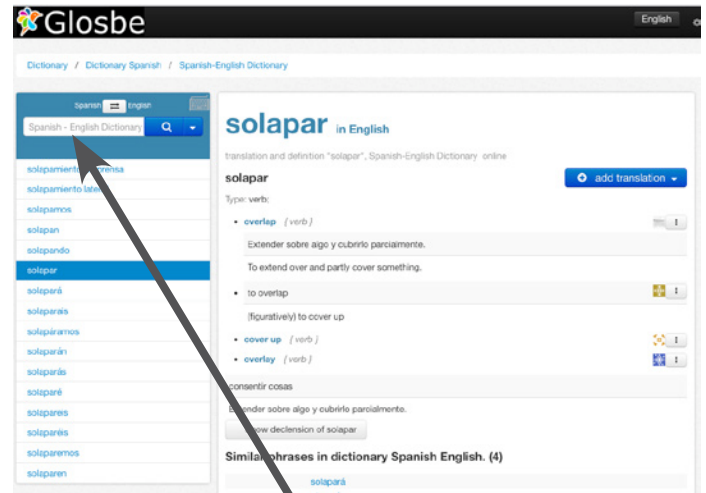 Glosbe
English
Dictionary / Dictionary Spanish / Spanish-English Dictionary
Spanish English
Spanish - English Dictionary
solapar in English
translation and definition "solapar", Spanish-English Dictionary online
solapar
add translation
Type: verb;
overlap {verb}
Extender sobre algo y cubrirlo parcialmente.
To extend over and partly cover something.
to overlap
(figuratively) to cover up
cover up {verb}
overlay {verb}
consentir cosas
sobre algo y cubrirlo parcialmente.
declension of solapar
Similar phrases in dictionary Spanish English. (4)
solapará
solapamiento
solapamiento
solapamos
solapan
solapando
solapar
solapará
solaparais
solapáramos
solaparán
solaparás
solaparé
solapareis
solaparéis
solaparemos
solaparen